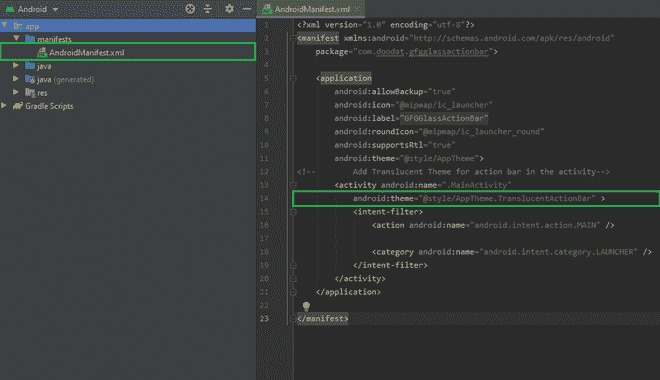 Android
app
manifests
AndroidManifest.xml
java
java (generated)
res
Gradle Scripts
AndroidManifest.xml
1 <?xml version="1.0" encoding="utf-8"?>
2 <manifest xmlns:android="http://schemas.android.com/apk/res/android"
3 package="com.doodat.gfgglassactionbar">
4
5 <application
6 android:allowBackup="true"
7 android:icon="@mipmap/ic_launcher"
8 android:label="GFGGlassActionBar"
9 android:roundIcon="@mipmap/ic_launcher_round"
10 android:supportsRtl="true"
11 android:theme="@style/AppTheme">
12 <!-- Add Translucent Theme for action bar in the activity-->
13 <activity android:name=".MainActivity"
14 android:theme="@style/AppTheme.TranslucentActionBar" >
15 <intent-filter>
16 <action android:name="android.intent.action.MAIN" />
17
18 <category android:name="android.intent.category.LAUNCHER" />
19 </intent-filter>
20 </activity>
21 </application>
22
23 </manifest>